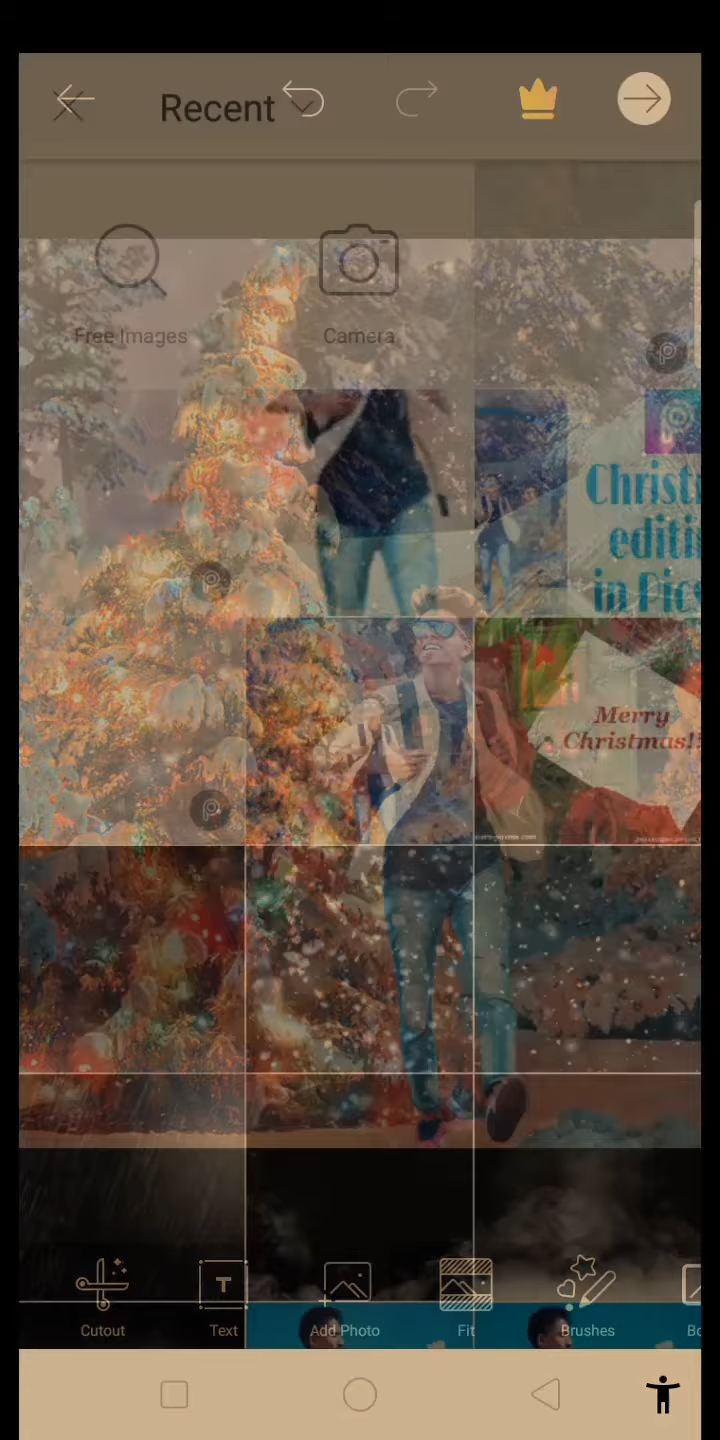 Recent
Free Images
Camera
Christ
editi
in Pic
Merry
Christmas!!
T
Cutout
Text
Add Photo
Fit
Brushes
Bo